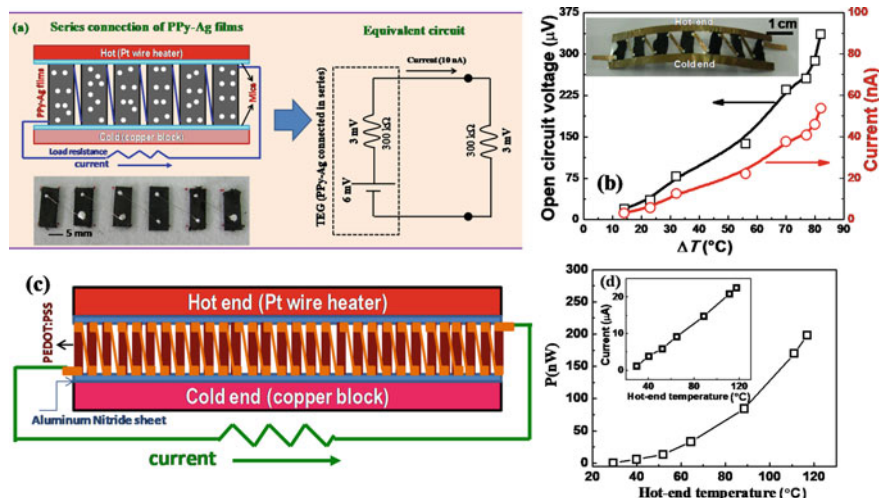 (a)
Series connection of PPy-Ag films
Equivalent circuit
Hot (Pt wire heater)
PPy-Ag films
Mica
Cold (copper block)
Load resistance
current
5 mm
TEG (PPy-Ag connected in series)
Current (10 nA)
3 mV
300 kΩ
6 mV
300 kΩ
3 mV
Open circuit voltage (μV)
375
300
225
150
75
0
Hot-end
1 cm
Cold end
(b)
100
80
60
40
20
0
Current (nA)
0 10 20 30 40 50 60 70 80 90
ΔT (°C)
(c)
Hot end (Pt wire heater)
PEDOT:PSS
Cold end (copper block)
Aluminum Nitride sheet
current
P(nW)
300
250
200
150
100
50
0
(d)
Current (μA)
20
10
0
40 60 80 100 120
Hot-end temperature (°C)
20 40 60 80 100 120 140
Hot-end temperature (°C)